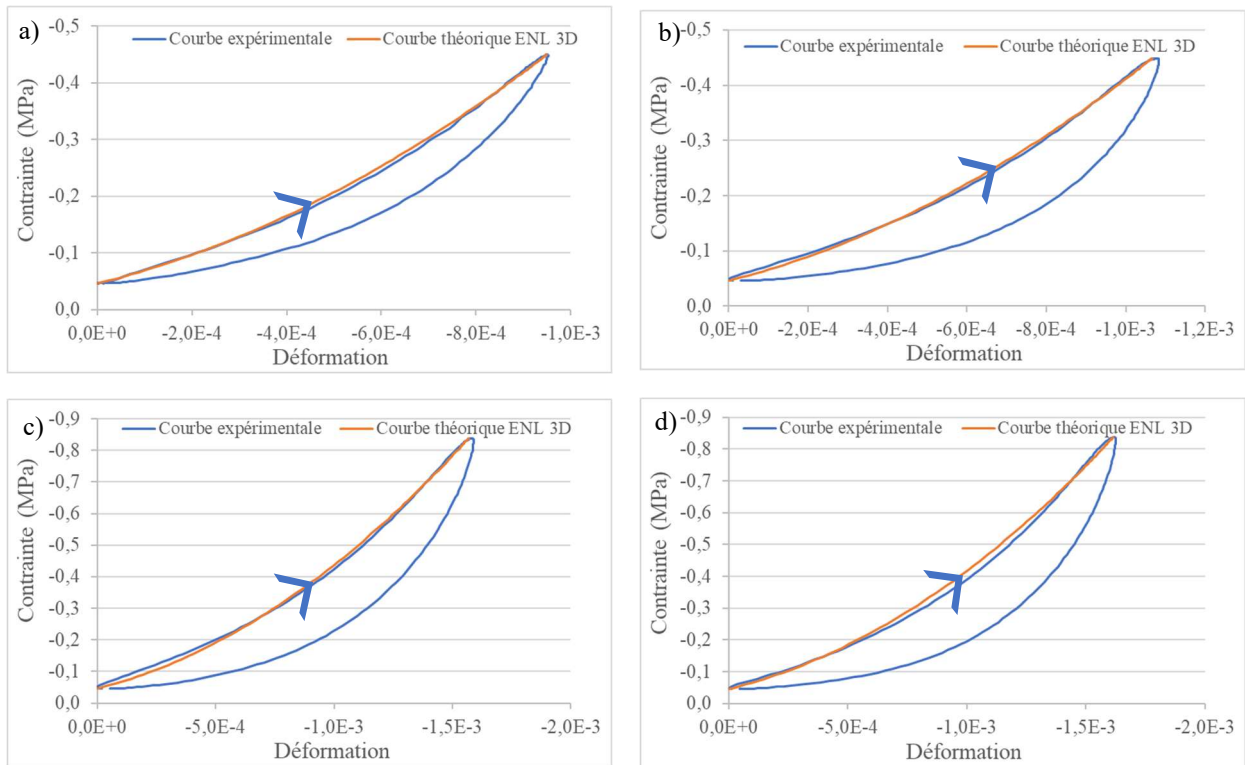 a)
Courbe expérimentale Courbe théorique ENL 3D
Contrainte (MPa)
-0,5
-0,4
-0,3
-0,2
-0,1
0,0
0,0E+0 -2,0E-4 -4,0E-4 -6,0E-4 -8,0E-4 -1,0E-3
Déformation
b)
Courbe expérimentale Courbe théorique ENL 3D
Contrainte (MPa)
-0,5
-0,4
-0,3
-0,2
-0,1
0,0
0,0E+0 -2,0E-4 -4,0E-4 -6,0E-4 -8,0E-4 -1,0E-3 -1,2E-3
Déformation
c)
Courbe expérimentale Courbe théorique ENL 3D
Contrainte (MPa)
-0,9
-0,8
-0,7
-0,6
-0,5
-0,4
-0,3
-0,2
-0,1
0,0
0,0E+0 -5,0E-4 -1,0E-3 -1,5E-3 -2,0E-3
Déformation
d)
Courbe expérimentale Courbe théorique ENL 3D
Contrainte (MPa)
-0,9
-0,8
-0,7
-0,6
-0,5
-0,4
-0,3
-0,2
-0,1
0,0
0,0E+0 -5,0E-4 -1,0E-3 -1,5E-3 -2,0E-3
Déformation